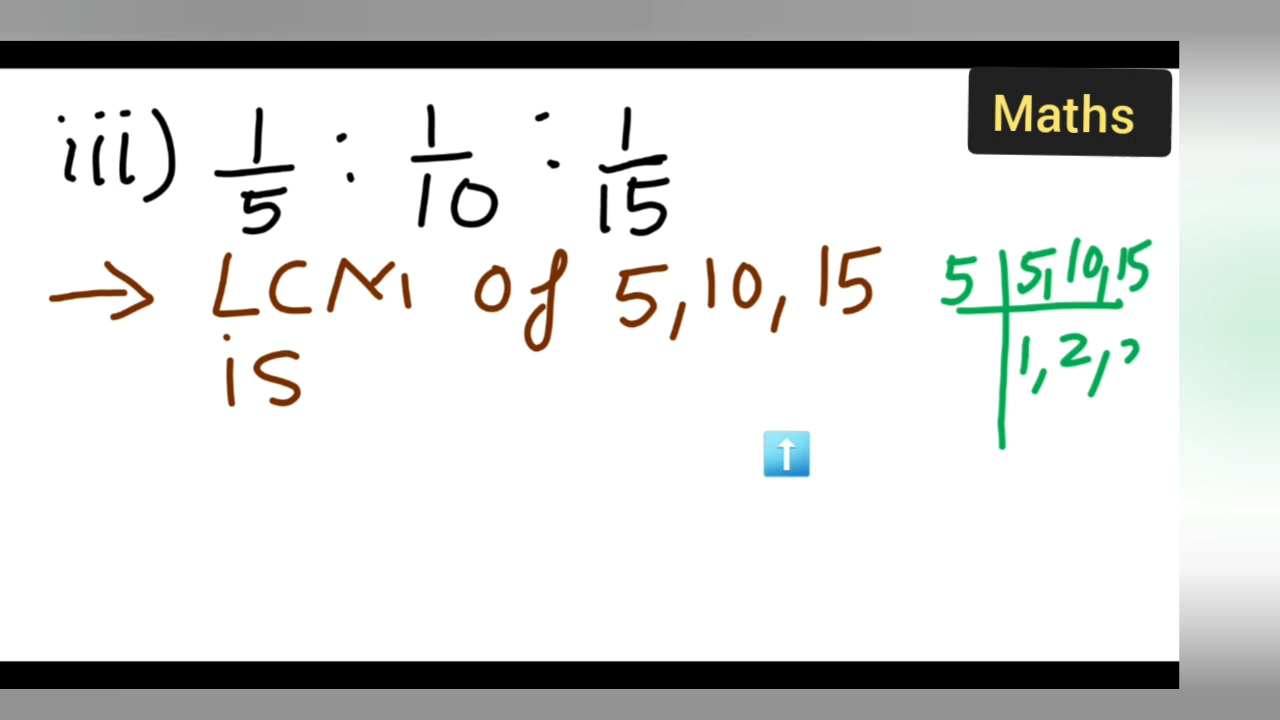 Maths
iii) 1/5 : 1/10 : 1/15
→ LCM of 5, 10, 15
is
5 | 5, 10, 15
1, 2,